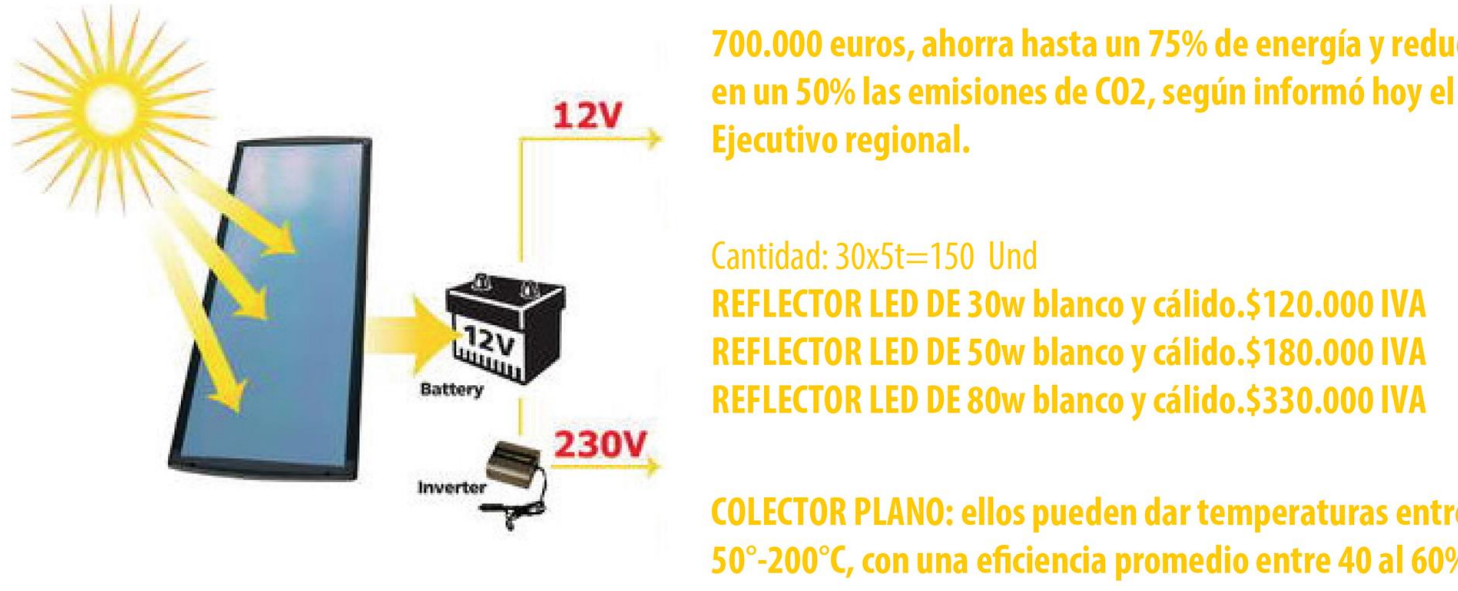 12V
12V
Battery
230V
Inverter
700.000 euros, ahorra hasta un 75% de energía y
en un 50% las emisiones de CO2, según informó hoy el
Ejecutivo regional.
Cantidad: 30x5t=150 Und
REFLECTOR LED DE 30w blanco y cálido.$120.000 IVA
REFLECTOR LED DE 50w blanco y cálido.$180.000 IVA
REFLECTOR LED DE 80w blanco y cálido.$330.000 IVA
COLECTOR PLANO: ellos pueden dar temperaturas
50°-200°C, con una eficiencia promedio entre 40 al 60%